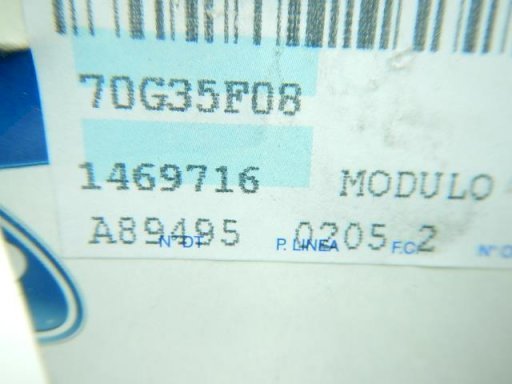 70G35F08
1469716 MODULO
A89495 0205 2
N° DT P. LINEA F.C. N°